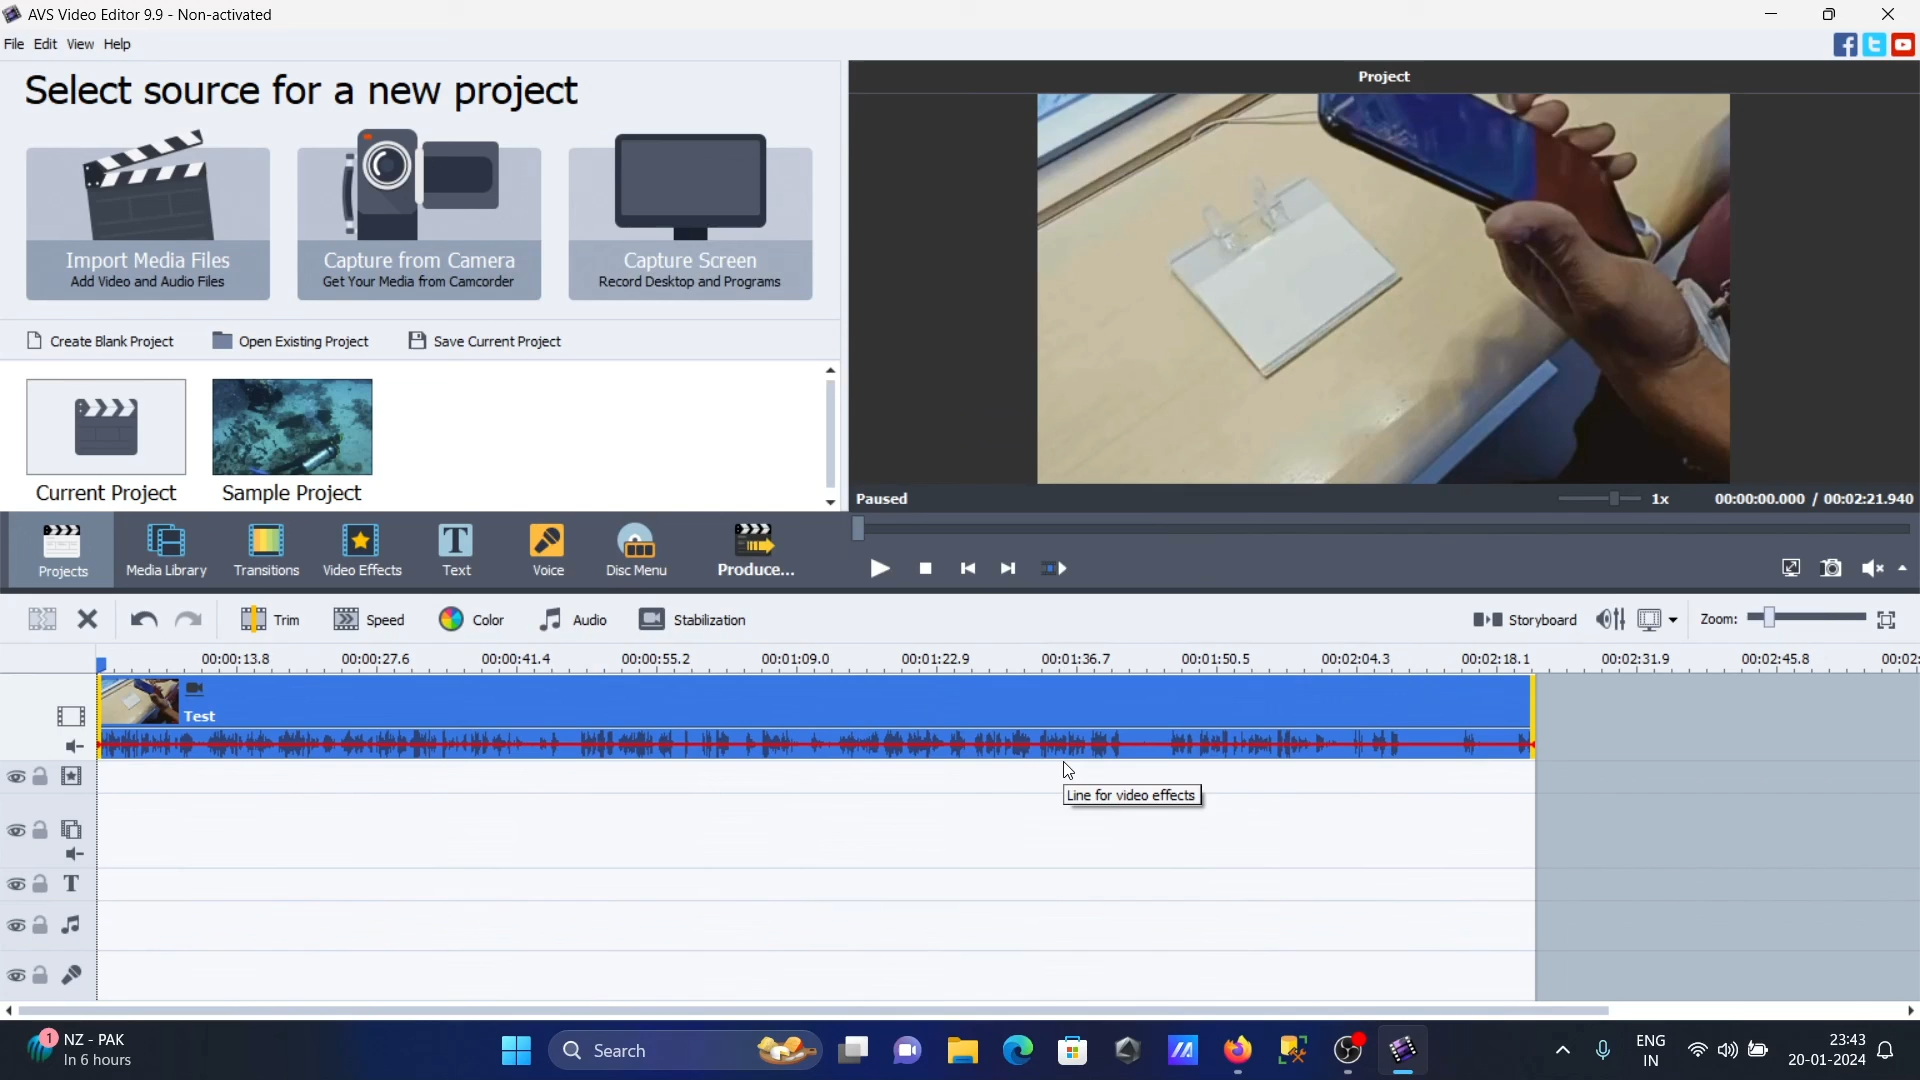 AVS Video Editor 9.9 - Non-activated
File Edit View Help
Select source for a new project
Project
Import Media Files
Add Video and Audio Files
Capture from Camera
Get Your Media from Camcorder
Capture Screen
Record Desktop and Programs
Create Blank Project
Open Existing Project
Save Current Project
Current Project
Sample Project
Paused
1x
00:00:00.000 / 00:02:21.940
Projects
Media Library
Transitions
Video Effects
Text
Voice
Disc Menu
Produce...
Trim
Speed
Color
Audio
Stabilization
Storyboard
Zoom:
00:00:13.8 00:00:27.6 00:00:41.4 00:00:55.2 00:01:09.0 00:01:22.9 00:01:36.7 00:01:50.5 00:02:04.3 00:02:18.1 00:02:31.9 00:02:45.8 00:02:
Test
Line for video effects
T
1
NZ - PAK
In 6 hours
Search
ENG
IN
23:43
20-01-2024